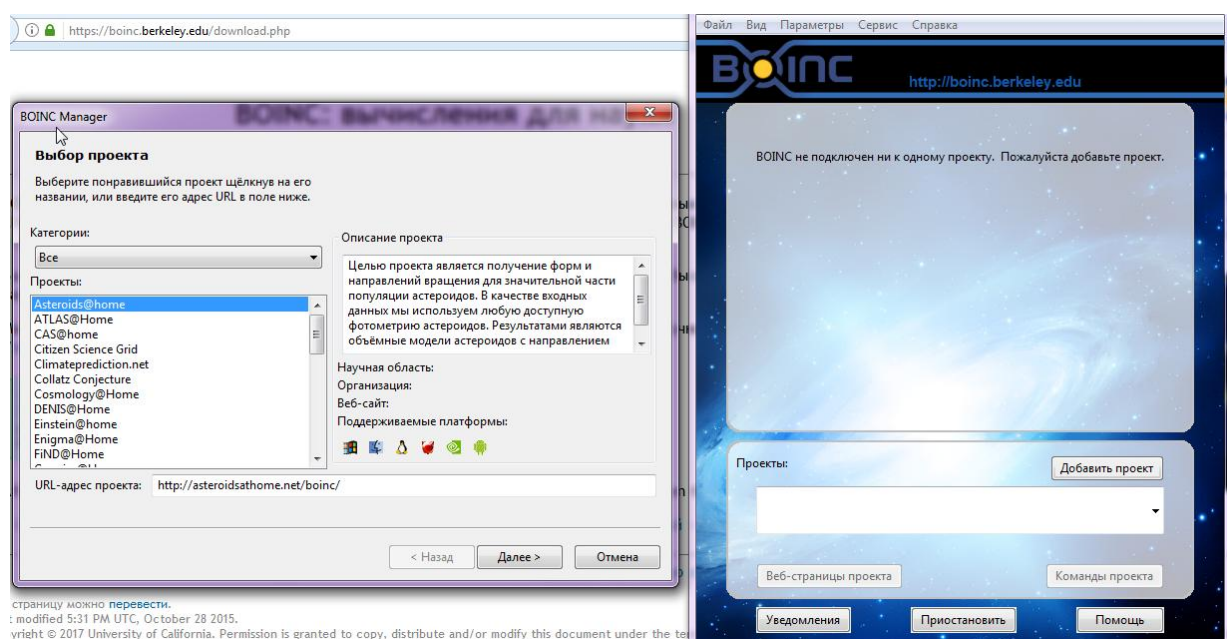 https://boinc.berkeley.edu/download.php
BOINC: вычисления для
BOINC Manager
Выбор проекта
Выберите понравившийся проект щёлкнув на его
названии, или введите его адрес URL в поле ниже.
Категории:
Все
Проекты:
Asteroids@home
ATLAS@Home
CAS@home
Citizen Science Grid
Climateprediction.net
Collatz Conjecture
Cosmology@Home
DENIS@Home
Einstein@home
Enigma@Home
FiND@Home
Описание проекта
Целью проекта является получение форм и
направлений вращения для значительной части
популяции астероидов. В качестве входных
данных мы используем любую доступную
фотометрию астероидов. Результатами являются
объёмные модели астероидов с направлением
Научная область:
Организация:
Веб-сайт:
Поддерживаемые платформы:
URL-адрес проекта: http://asteroidsathome.net/boinc/
< Назад Далее > Отмена
страницу можно перевести.
modified 5:31 PM UTC, October 28 2015.
© 2017 University of California. Permission is granted to copy, distribute and/or modify this document under the
Файл Вид Параметры Сервис Справка
BOINC
http://boinc.berkeley.edu
BOINC не подключен ни к одному проекту. Пожалуйста добавьте проект.
Проекты:
Добавить проект
Веб-страницы проекта Команды проекта
Уведомления Приостановить Помощь